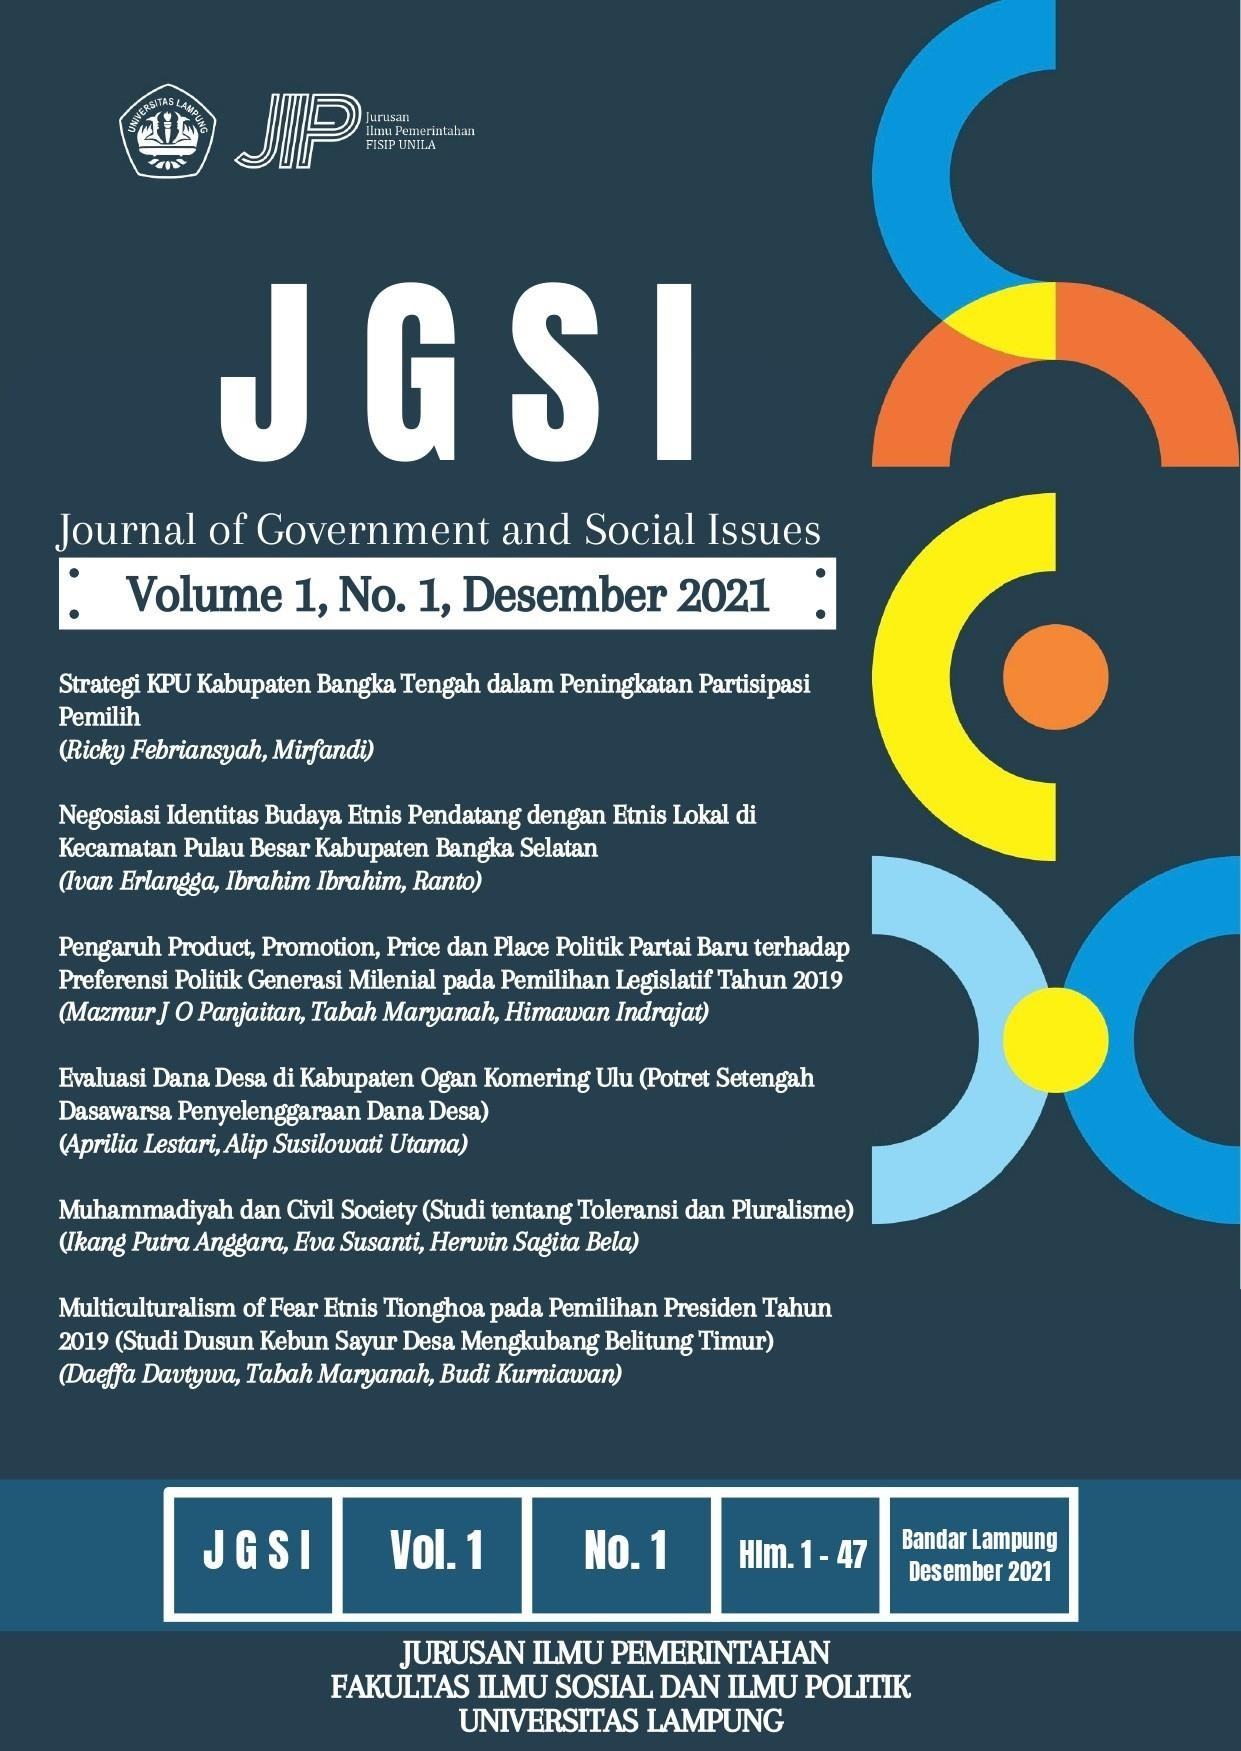 UNIVERSITAS LAMPUNG
JIP
Jurusan
Ilmu Pemerintahan
FISIP UNILA
JGSI
Journal of Government and Social Issues
Volume 1, No. 1, Desember 2021
Strategi KPU Kabupaten Bangka Tengah dalam Peningkatan Partisipasi
Pemilih
(Ricky Febriansyah, Mirfandi)
Negosiasi Identitas Budaya Etnis Pendatang dengan Etnis Lokal di
Kecamatan Pulau Besar Kabupaten Bangka Selatan
(Ivan Erlangga, Ibrahim Ibrahim, Ranto)
Pengaruh Product, Promotion, Price dan Place Politik Partai Baru terhadap
Preferensi Politik Generasi Milenial pada Pemilihan Legislatif Tahun 2019
(Mazmur J O Panjaitan, Tabah Maryanah, Himawan Indrajat)
Evaluasi Dana Desa di Kabupaten Ogan Komering Ulu (Potret Setengah
Dasawarsa Penyelenggaraan Dana Desa)
(Aprilia Lestari, Alip Susilowati Utama)
Muhammadiyah dan Civil Society (Studi tentang Toleransi dan Pluralisme)
(Ikang Putra Anggara, Eva Susanti, Herwin Sagita Bela)
Multiculturalism of Fear Etnis Tionghoa pada Pemilihan Presiden Tahun
2019 (Studi Dusun Kebun Sayur Desa Mengkubang Belitung Timur)
(Daeffa Davtywa, Tabah Maryanah, Budi Kurniawan)
JGSI
Vol. 1
No. 1
Hlm. 1 - 47
Bandar Lampung
Desember 2021
JURUSAN ILMU PEMERINTAHAN
FAKULTAS ILMU SOSIAL DAN ILMU POLITIK
UNIVERSITAS LAMPUNG